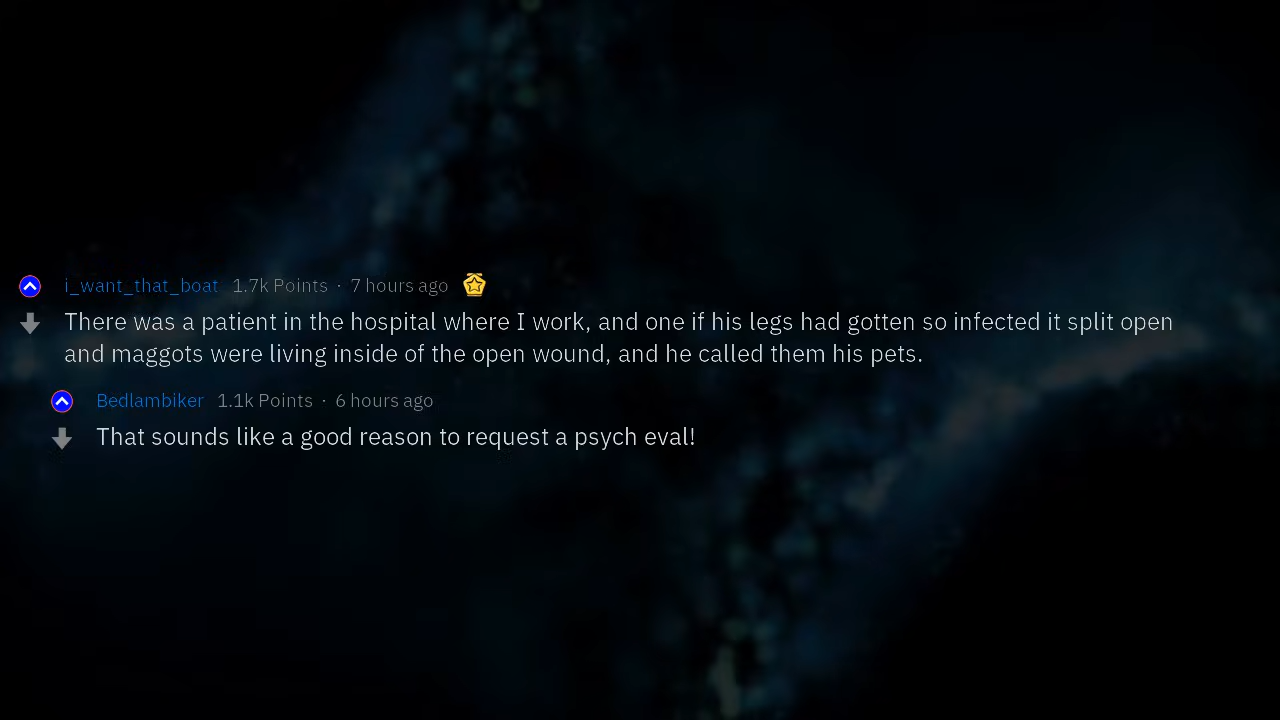 i_want_that_boat 1.7k Points · 7 hours ago
There was a patient in the hospital where I work, and one if his legs had gotten so infected it split open
and maggots were living inside of the open wound, and he called them his pets.
Bedlambiker 1.1k Points · 6 hours ago
That sounds like a good reason to request a psych eval!